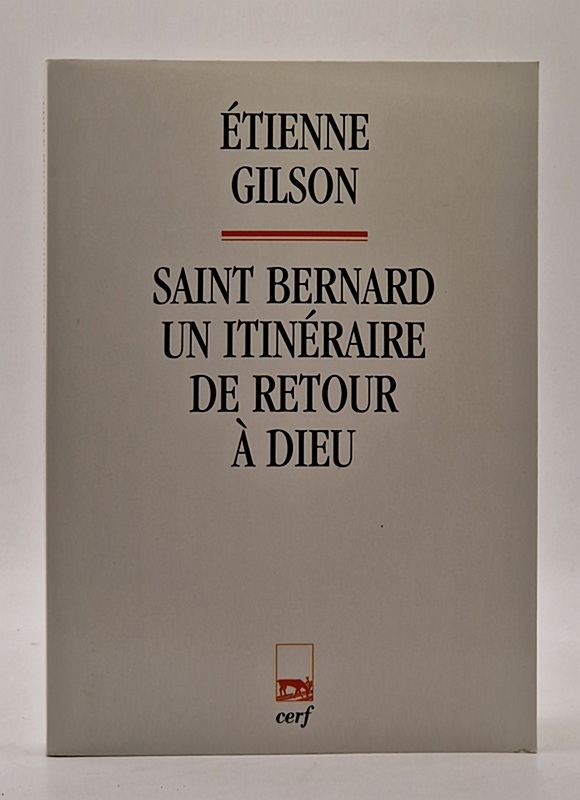 ÉTIENNE
GILSON
SAINT BERNARD
UN ITINÉRAIRE
DE RETOUR
À DIEU
cerf